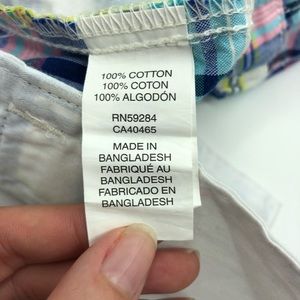 100% COTTON
100% COTON
100% ALGODÓN
RN59284
CA40465
MADE IN
BANGLADESH
FABRIQUÉ AU
BANGLADESH
FABRICADO EN
BANGLADESH